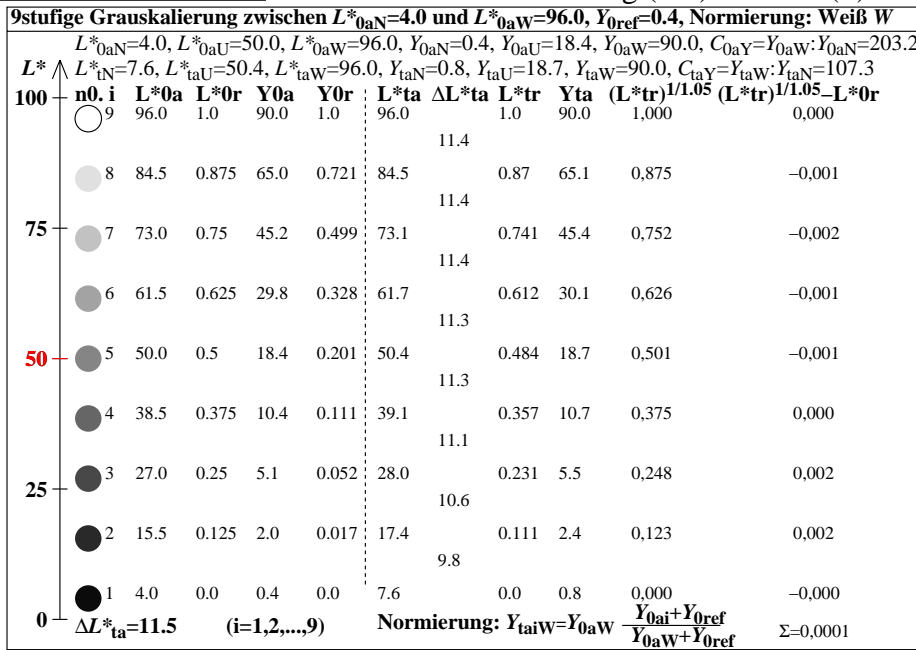 9stufige Grauskalierung zwischen L*0aN=4.0 und L*0aW=96.0, Y0ref=0.4, Normierung: Weiß W
L*0aN=4.0, L*0aU=50.0, L*0aW=96.0, Y0aN=0.4, Y0aU=18.4, Y0aW=90.0, C0aY=Y0aW:Y0aN=203.2
L* L*tN=7.6, L*taU=50.4, L*taW=96.0, YtaN=0.8, YtaU=18.7, YtaW=90.0, CtaY=YtaW:YtaN=107.3
100 n0. i L*0a L*0r Y0a Y0r L*ta ΔL*ta L*tr Yta (L*tr)1/1.05 (L*tr)1/1.05–L*0r
9 96.0 1.0 90.0 1.0 96.0 1.0 90.0 1,000 0,000
11.4
8 84.5 0.875 65.0 0.721 84.5 0.87 65.1 0,875 –0,001
11.4
75 7 73.0 0.75 45.2 0.499 73.1 0.741 45.4 0,752 –0,002
11.4
6 61.5 0.625 29.8 0.328 61.7 0.612 30.1 0,626 –0,001
11.3
50 5 50.0 0.5 18.4 0.201 50.4 0.484 18.7 0,501 –0,001
11.3
4 38.5 0.375 10.4 0.111 39.1 0.357 10.7 0,375 0,000
11.1
3 27.0 0.25 5.1 0.052 28.0 0.231 5.5 0,248 0,002
25 10.6
2 15.5 0.125 2.0 0.017 17.4 0.111 2.4 0,123 0,002
9.8
1 4.0 0.0 0.4 0.0 7.6 0.0 0.8 0,000 –0,000
0 ΔL*ta=11.5 (i=1,2,...,9) Normierung: YtaiW=Y0aW Y0ai+Y0ref
Y0aW+Y0ref Σ=0,0001